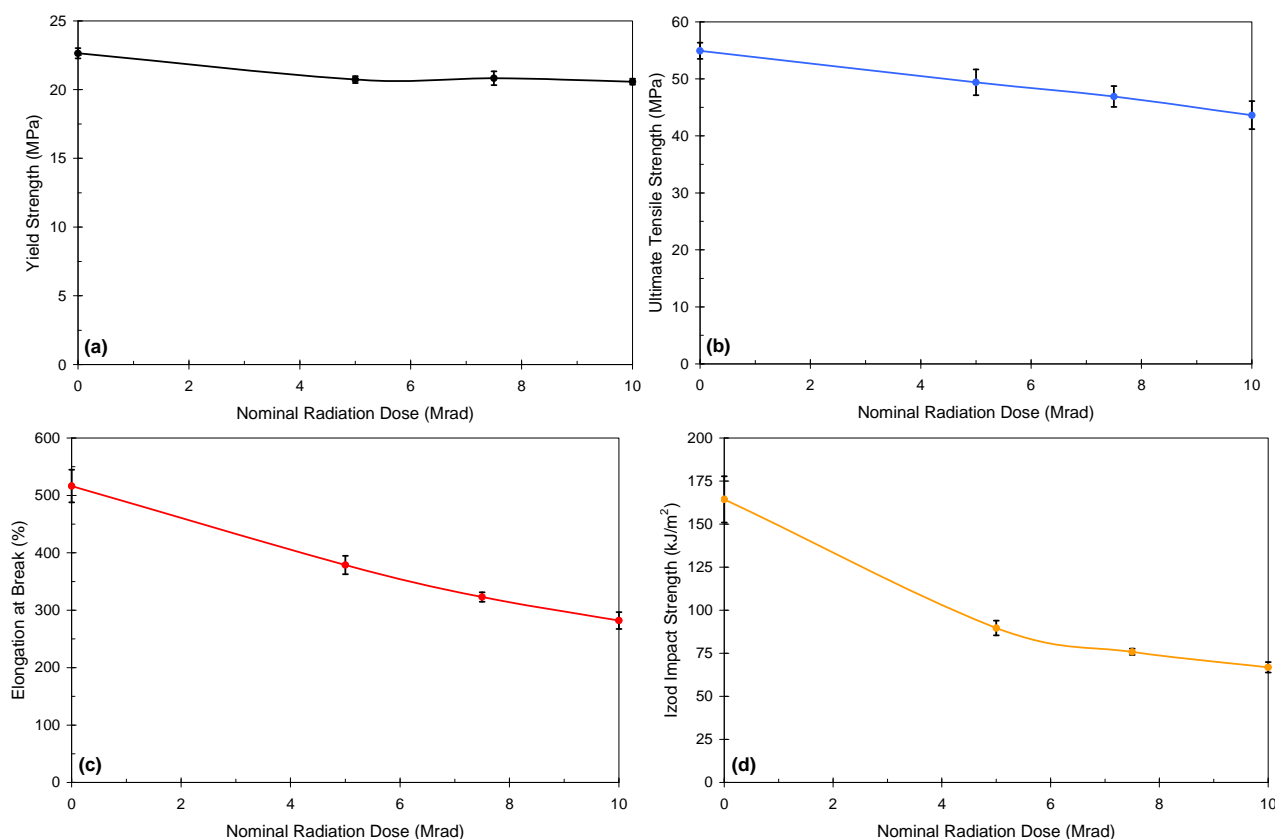 25
20
15
10
5
0
Yield Strength (MPa)
(a)
0 2 4 6 8 10
Nominal Radiation Dose (Mrad)
60
50
40
30
20
10
0
Ultimate Tensile Strength (MPa)
(b)
0 2 4 6 8 10
Nominal Radiation Dose (Mrad)
600
500
400
300
200
100
0
Elongation at Break (%)
(c)
0 2 4 6 8 10
Nominal Radiation Dose (Mrad)
200
175
150
125
100
75
50
25
0
Izod Impact Strength (kJ/m²)
(d)
0 2 4 6 8 10
Nominal Radiation Dose (Mrad)